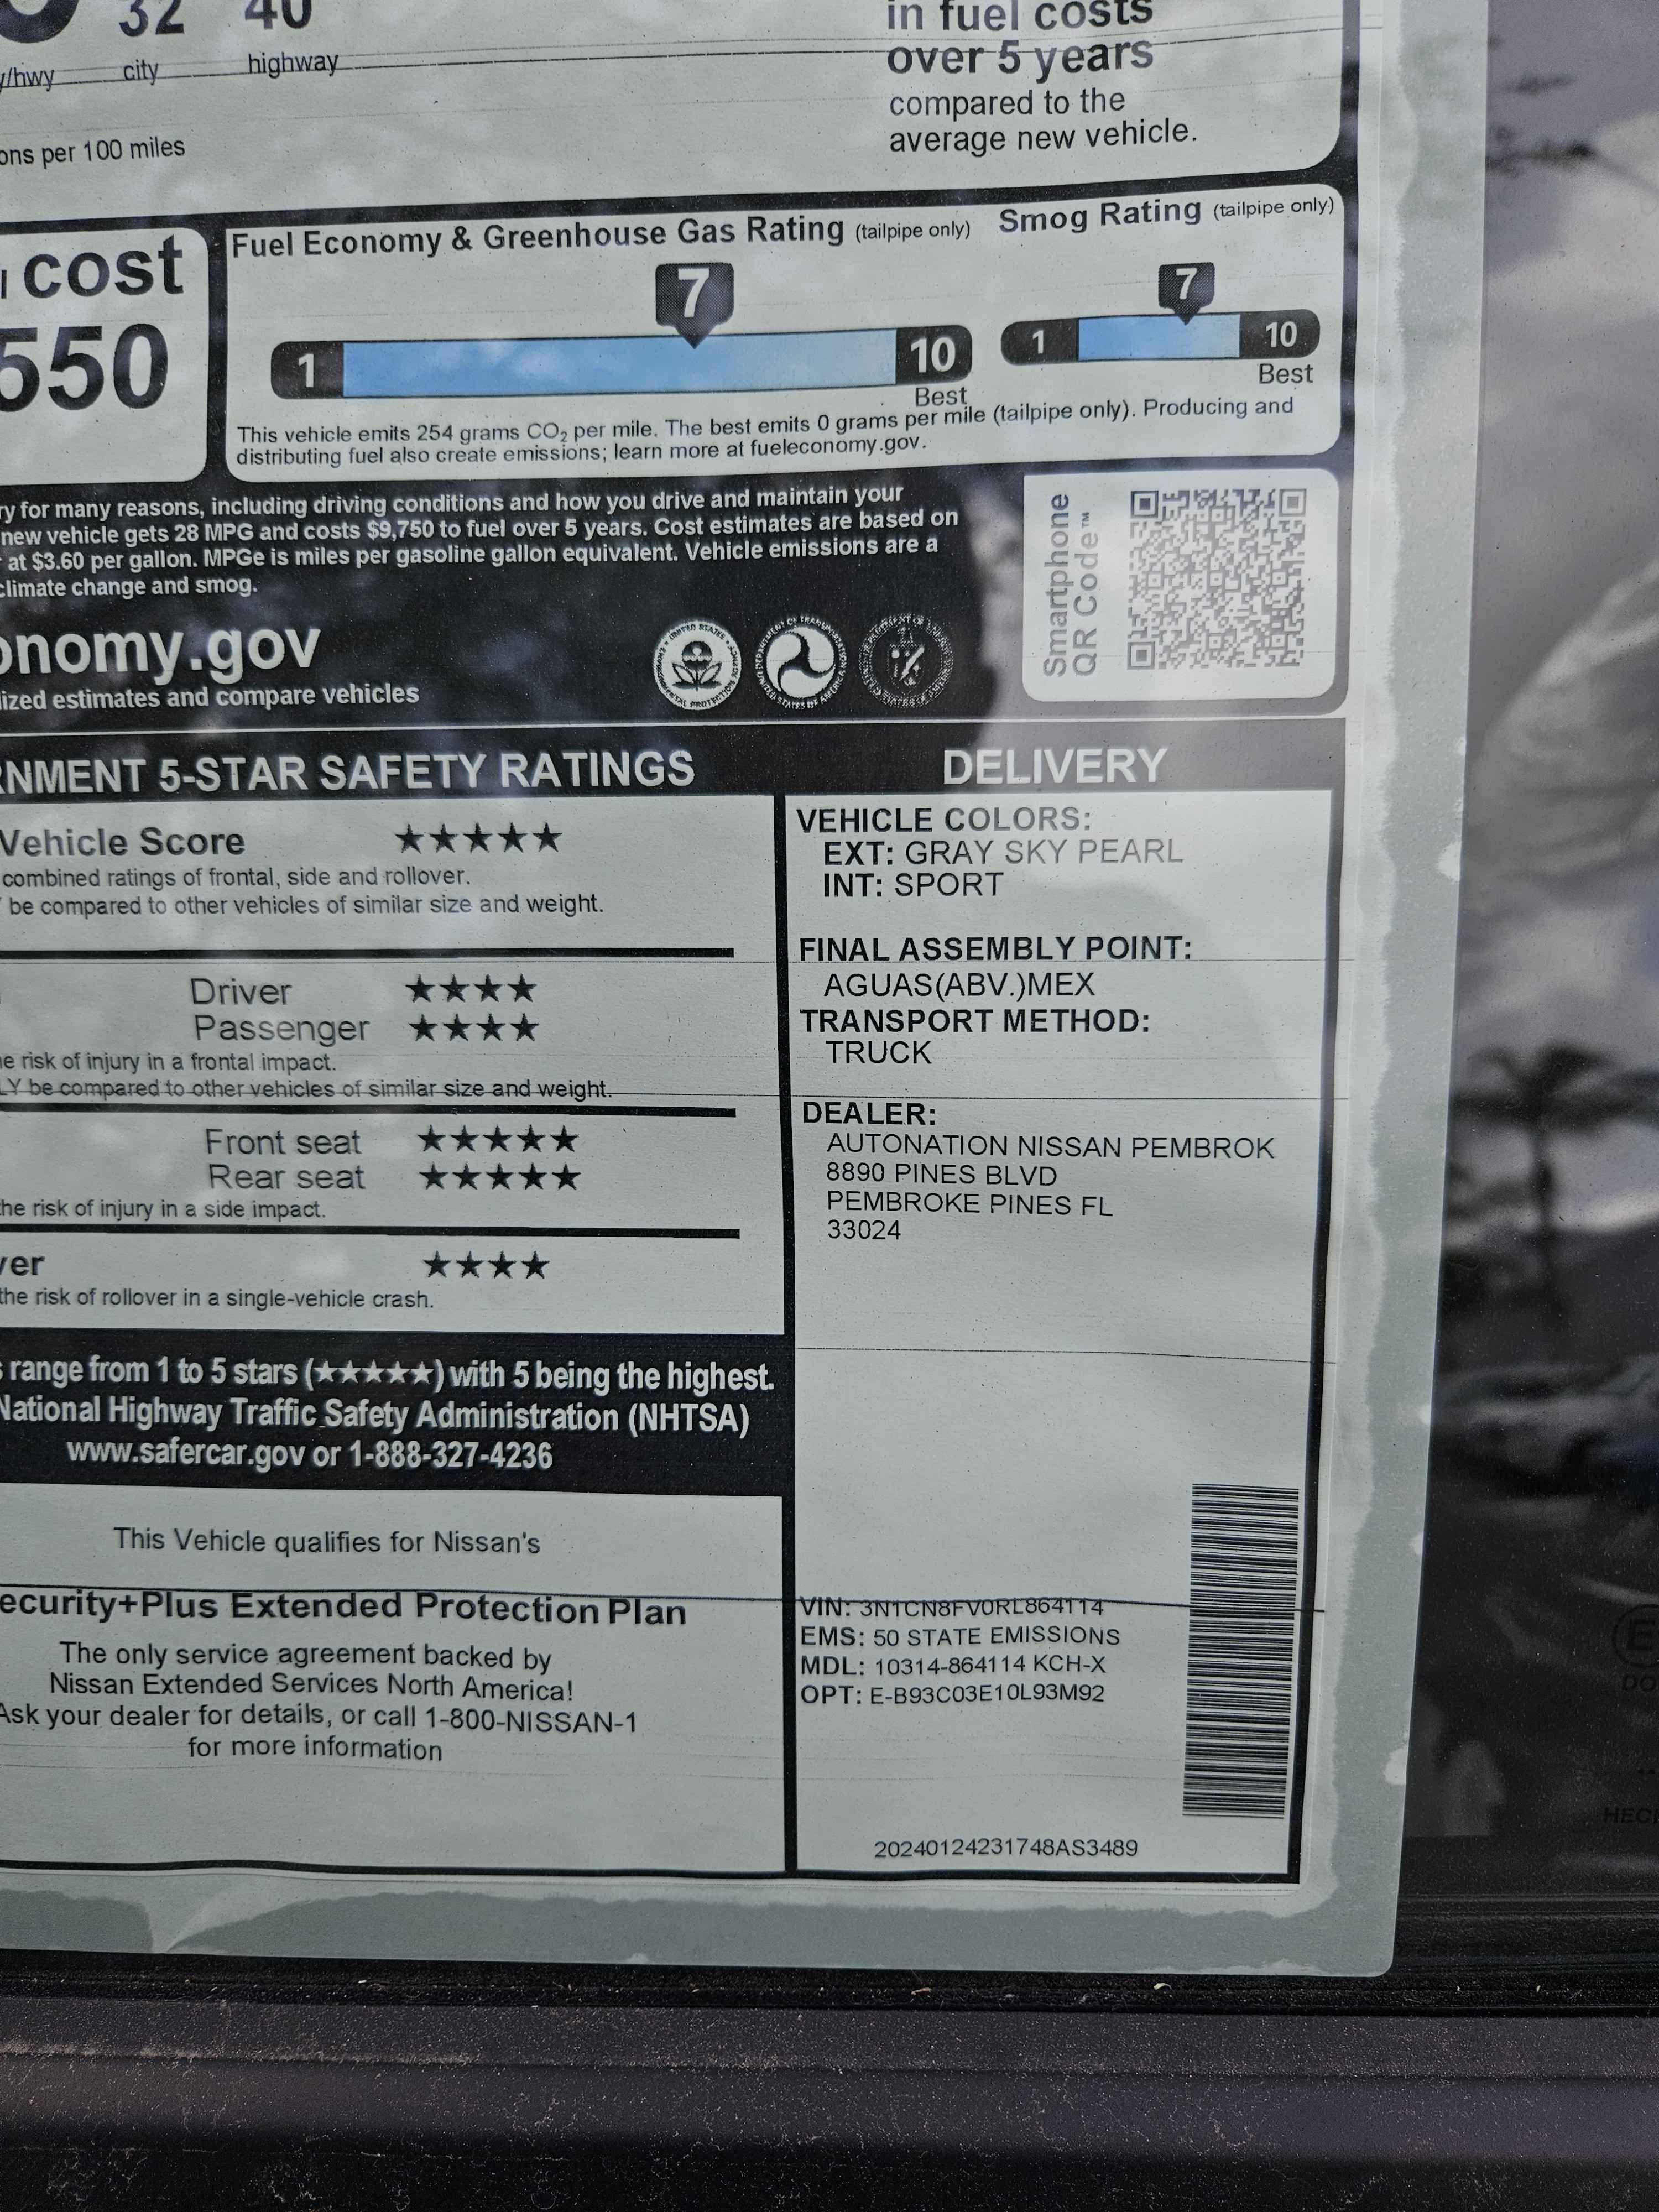 32 40
/hwy city highway
ons per 100 miles
in fuel costs
over 5 years
compared to the
average new vehicle.
cost
550
Fuel Economy & Greenhouse Gas Rating (tailpipe only)
7
1 10
Best
Smog Rating (tailpipe only)
7
1 10
Best
This vehicle emits 254 grams CO₂ per mile. The best emits 0 grams per mile (tailpipe only). Producing and
distributing fuel also create emissions; learn more at fueleconomy.gov.
ry for many reasons, including driving conditions and how you drive and maintain your
new vehicle gets 28 MPG and costs $9,750 to fuel over 5 years. Cost estimates are based on
at $3.60 per gallon. MPGe is miles per gasoline gallon equivalent. Vehicle emissions are a
climate change and smog.
onomy.gov
lized estimates and compare vehicles
Smartphone
QR Code™
RNMENT 5-STAR SAFETY RATINGS
Vehicle Score ★★★★★
combined ratings of frontal, side and rollover.
be compared to other vehicles of similar size and weight.
Driver ★★★★
Passenger ★★★★
e risk of injury in a frontal impact.
LY be compared to other vehicles of similar size and weight.
Front seat ★★★★★
Rear seat ★★★★★
the risk of injury in a side impact.
ver ★★★★
the risk of rollover in a single-vehicle crash.
s range from 1 to 5 stars (★★★★★) with 5 being the highest.
National Highway Traffic Safety Administration (NHTSA)
www.safercar.gov or 1-888-327-4236
This Vehicle qualifies for Nissan's
ecurity+Plus Extended Protection Plan
The only service agreement backed by
Nissan Extended Services North America!
Ask your dealer for details, or call 1-800-NISSAN-1
for more information
DELIVERY
VEHICLE COLORS:
EXT: GRAY SKY PEARL
INT: SPORT
FINAL ASSEMBLY POINT:
AGUAS(ABV.)MEX
TRANSPORT METHOD:
TRUCK
DEALER:
AUTONATION NISSAN PEMBROK
8890 PINES BLVD
PEMBROKE PINES FL
33024
VIN: 3N1CN8FV0RL864114
EMS: 50 STATE EMISSIONS
MDL: 10314-864114 KCH-X
OPT: E-B93C03E10L93M92
20240124231748AS3489